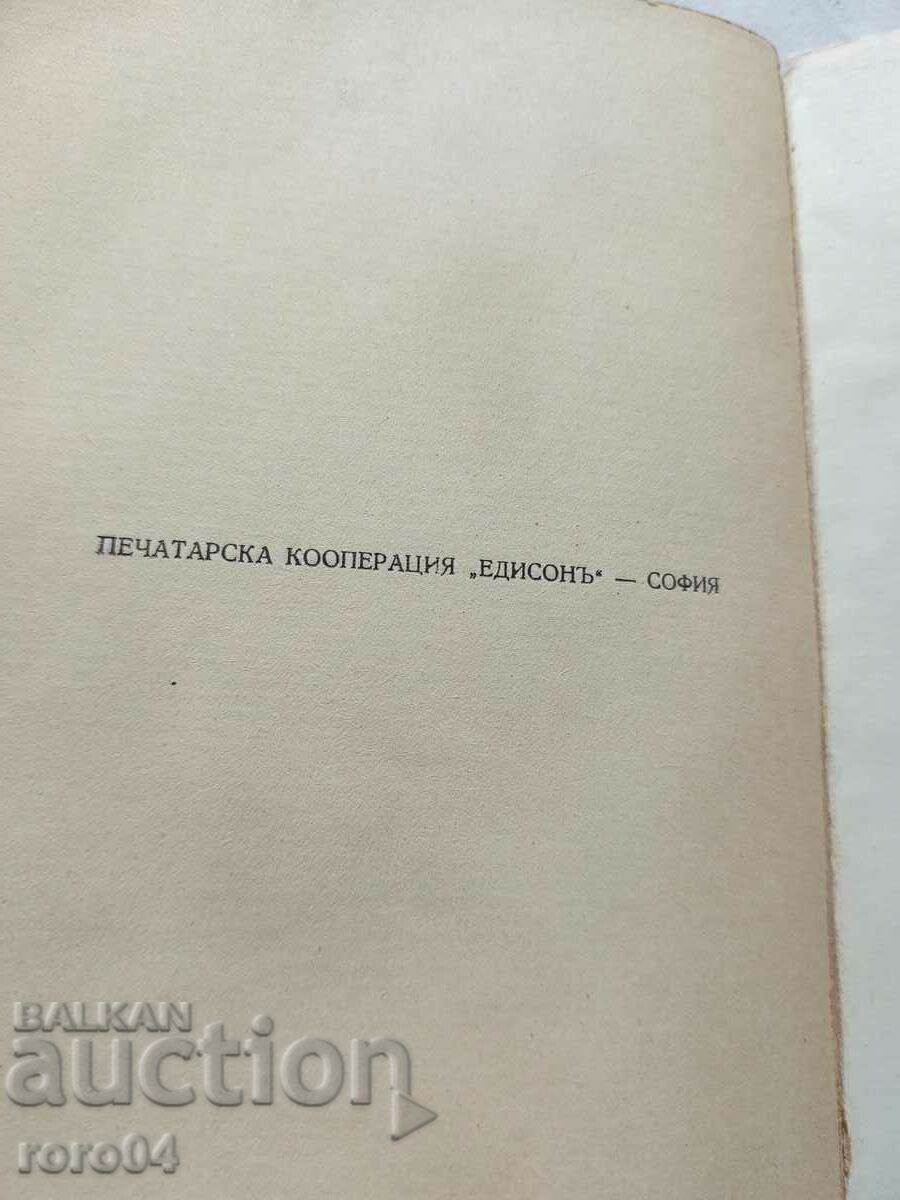 ПЕЧАТАРСКА КООПЕРАЦИЯ „ЕДИСОНЪ“ — СОФИЯ
BALKAN
auction
roro04